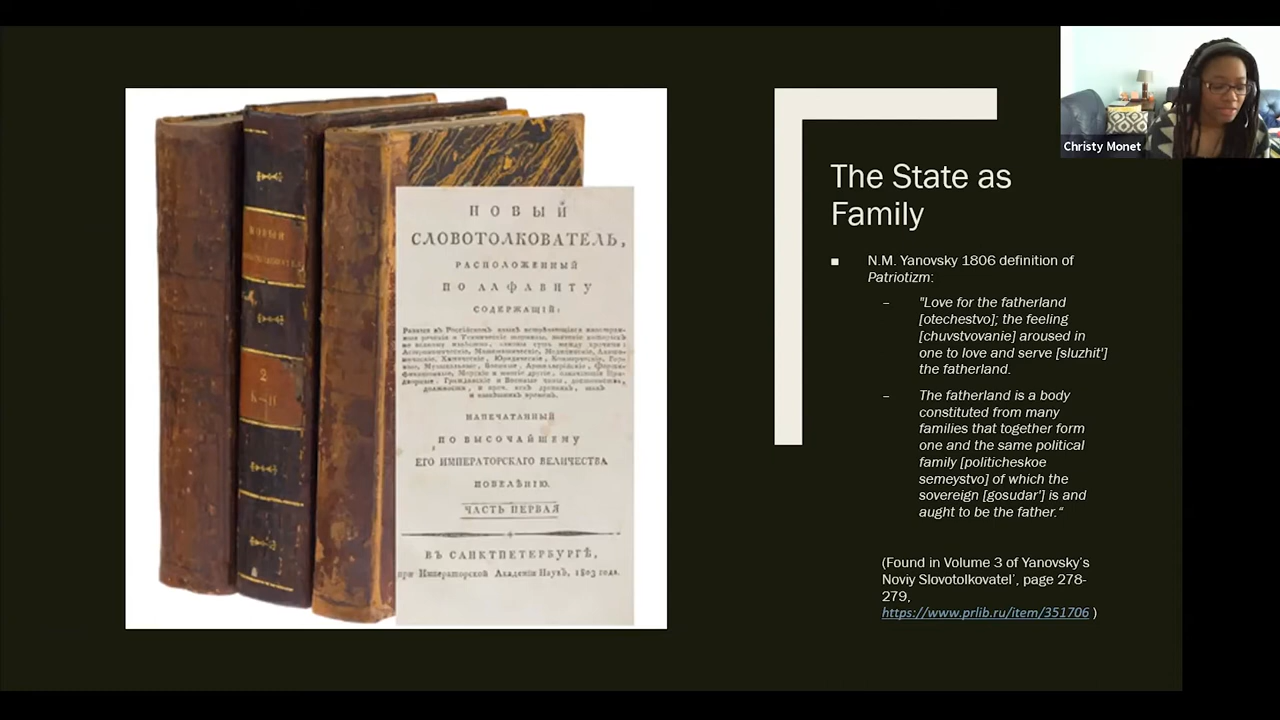 НОВЫЙ
СЛОВОТОЛКОВАТЕЛЬ,
РАСПОЛОЖЕННЫЙ
ПО АЛФАВИТУ
СОДЕРЖАЩІЙ:
НАПЕЧАТАННЫЙ
ПО ВЫСОЧАЙШЕМУ
ЕГО ИМПЕРАТОРСКАГО ВЕЛИЧЕСТВА
ПОВЕЛѢНІЮ.
ЧАСТЬ ПЕРВАЯ
ВЪ САНКТПЕТЕРБУРГѢ,
при Императорской Академіи Наукъ, 1803 года.
НОВЫЙ
2
The State as
Family
■ N.M. Yanovsky 1806 definition of
Patriotizm:
– "Love for the fatherland
[otechestvo]; the feeling
[chuvstvovanie] aroused in
one to love and serve [sluzhit']
the fatherland.
– The fatherland is a body
constituted from many
families that together form
one and the same political
family [politicheskoe
semeystvo] of which the
sovereign [gosudar'] is and
aught to be the father.“
(Found in Volume 3 of Yanovsky’s
Noviy Slovotolkovatel’, page 278-
279,
https://www.prlib.ru/item/351706 )
Christy Monet